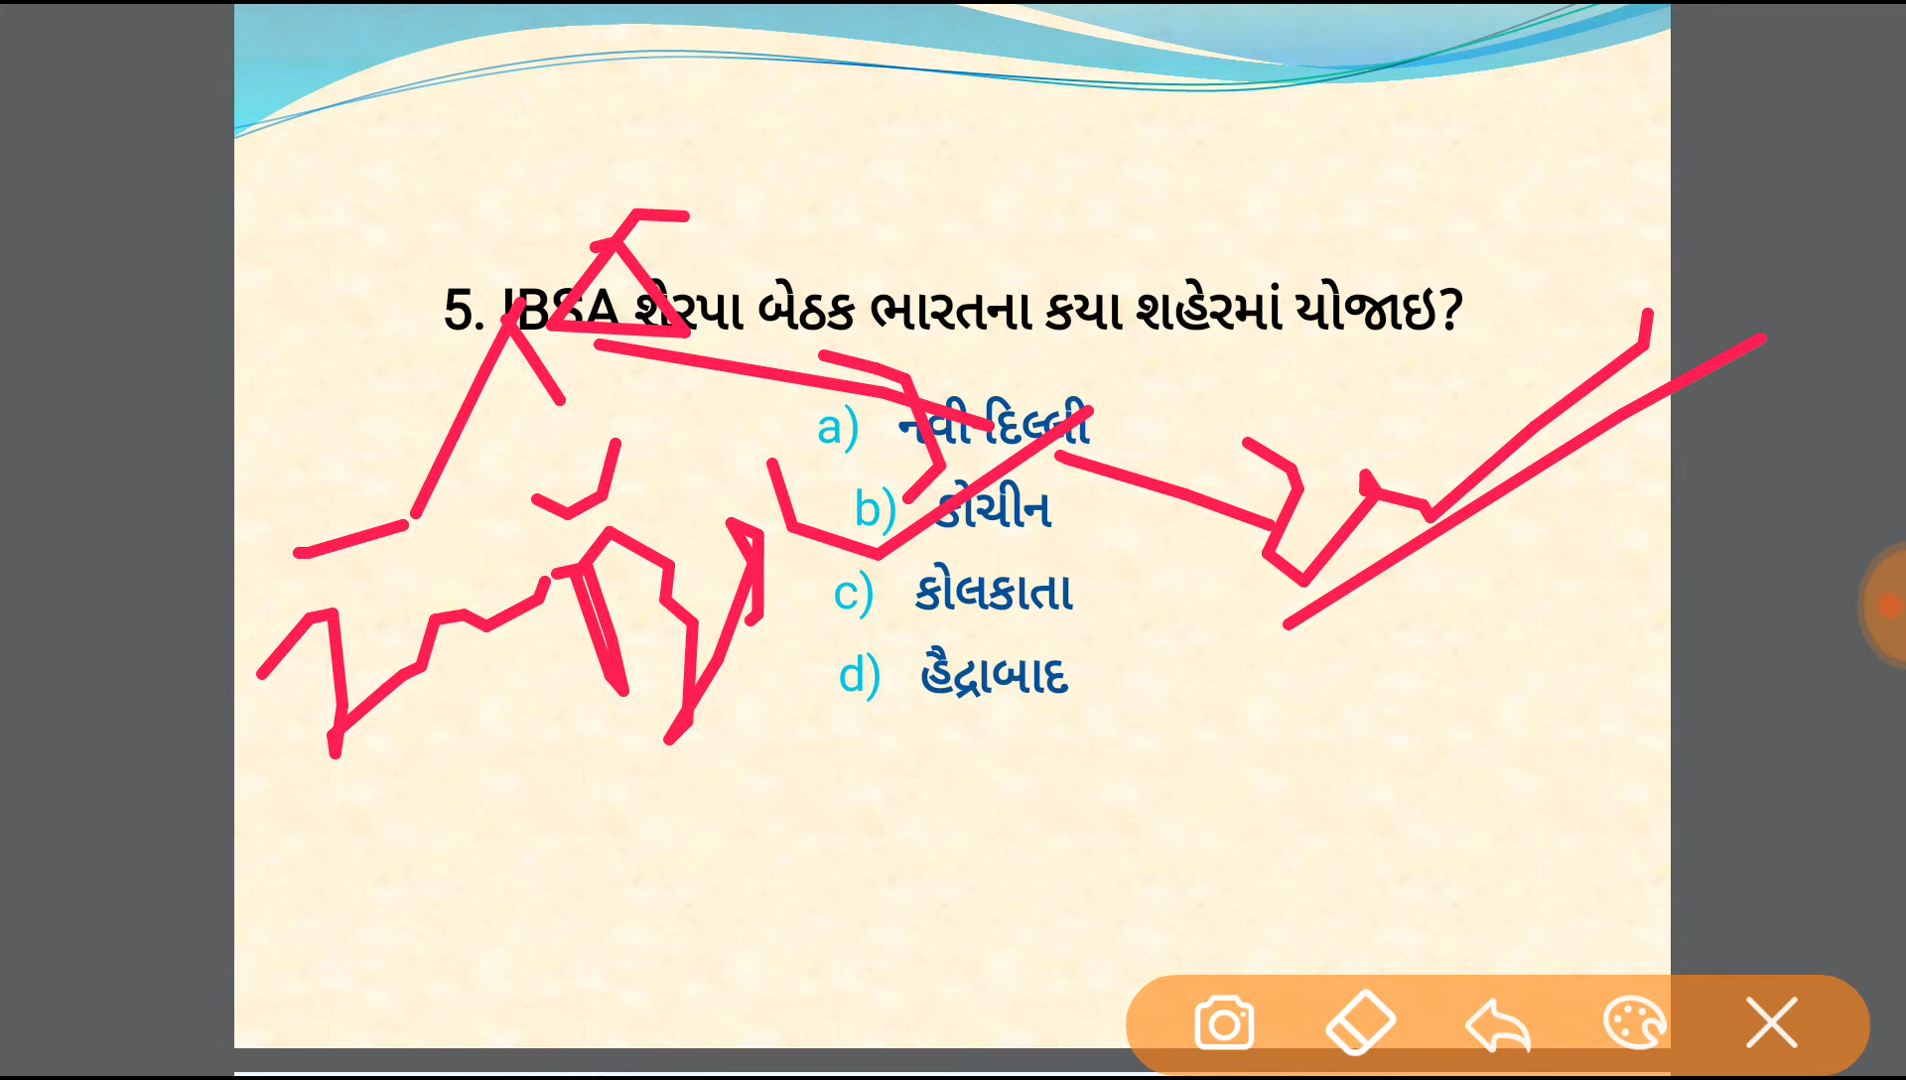 5. IBSA શેરપા બેઠક ભારતના કયા શહેરમાં યોજાઇ?
a) નવી દિલ્લી
b) કોચીન
c) કોલકાતા
d) હૈદ્રાબાદ